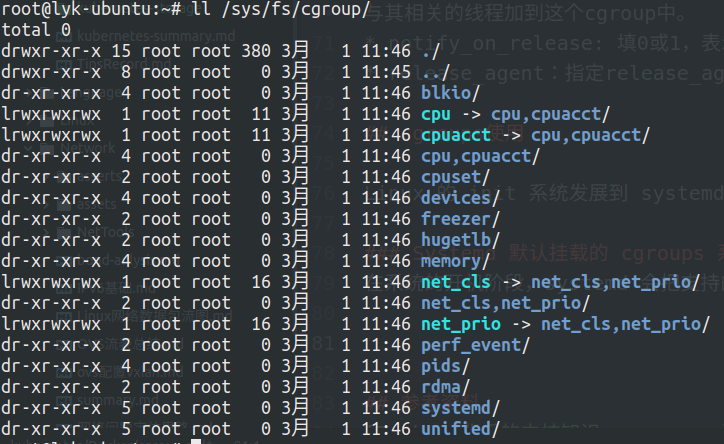 root@lyk-ubuntu:~# ll /sys/fs/cgroup/
total 0
drwxr-xr-x 15 root root 380 3月 1 11:46 ./
drwxr-xr-x 8 root root 0 3月 1 11:45 ../
dr-xr-xr-x 4 root root 0 3月 1 11:46 blkio/
lrwxrwxrwx 1 root root 11 3月 1 11:46 cpu -> cpu,cpuacct/
lrwxrwxrwx 1 root root 11 3月 1 11:46 cpuacct -> cpu,cpuacct/
dr-xr-xr-x 4 root root 0 3月 1 11:46 cpu,cpuacct/
dr-xr-xr-x 2 root root 0 3月 1 11:46 cpuset/
dr-xr-xr-x 4 root root 0 3月 1 11:46 devices/
dr-xr-xr-x 2 root root 0 3月 1 11:46 freezer/
dr-xr-xr-x 2 root root 0 3月 1 11:46 hugetlb/
dr-xr-xr-x 4 root root 0 3月 1 11:46 memory/
lrwxrwxrwx 1 root root 16 3月 1 11:46 net_cls -> net_cls,net_prio/
dr-xr-xr-x 2 root root 0 3月 1 11:46 net_cls,net_prio/
lrwxrwxrwx 1 root root 16 3月 1 11:46 net_prio -> net_cls,net_prio/
dr-xr-xr-x 2 root root 0 3月 1 11:46 perf_event/
dr-xr-xr-x 4 root root 0 3月 1 11:46 pids/
dr-xr-xr-x 2 root root 0 3月 1 11:46 rdma/
dr-xr-xr-x 5 root root 0 3月 1 11:46 systemd/
dr-xr-xr-x 5 root root 0 3月 1 11:46 unified/